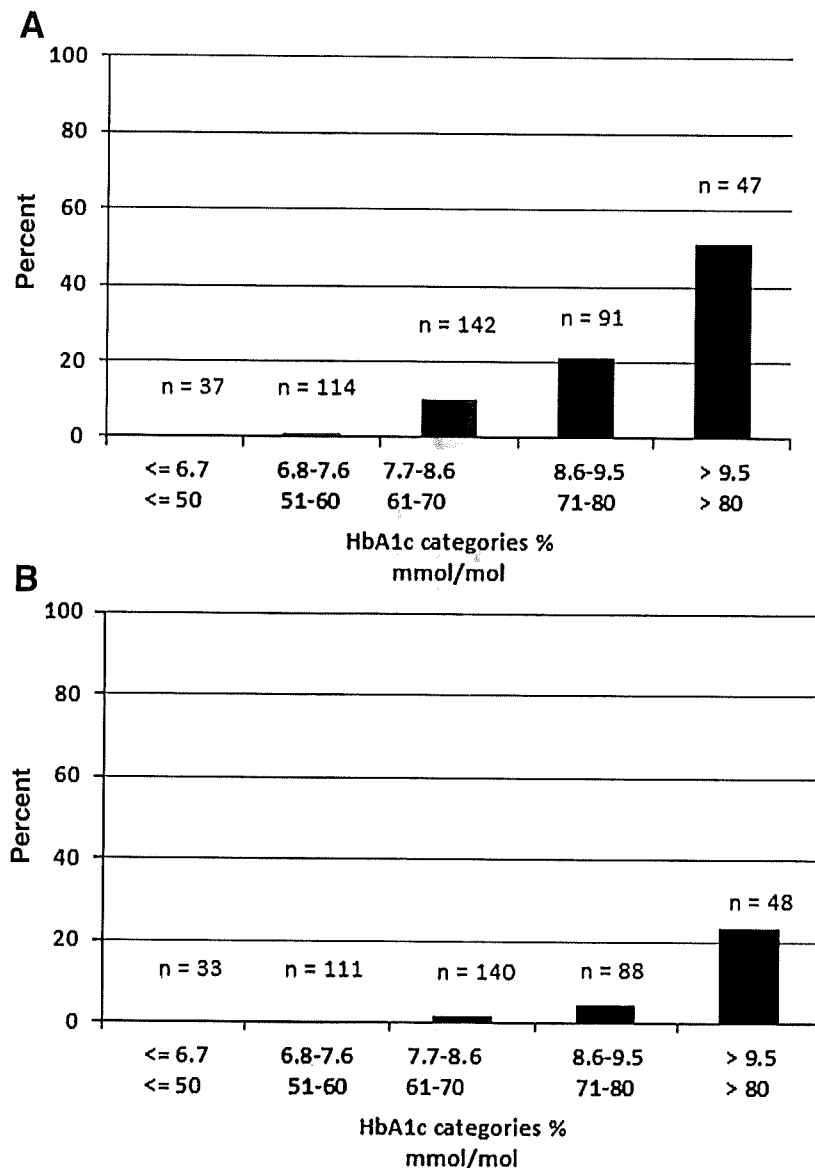 A
100
80
60
40
20
0
Percent
n = 37
n = 114
n = 142
n = 91
n = 47
<= 6.7 6.8-7.6 7.7-8.6 8.6-9.5 > 9.5
<= 50 51-60 61-70 71-80 > 80
HbA1c categories %
mmol/mol
B
100
80
60
40
20
0
Percent
n = 33
n = 111
n = 140
n = 88
n = 48
<= 6.7 6.8-7.6 7.7-8.6 8.6-9.5 > 9.5
<= 50 51-60 61-70 71-80 > 80
HbA1c categories %
mmol/mol